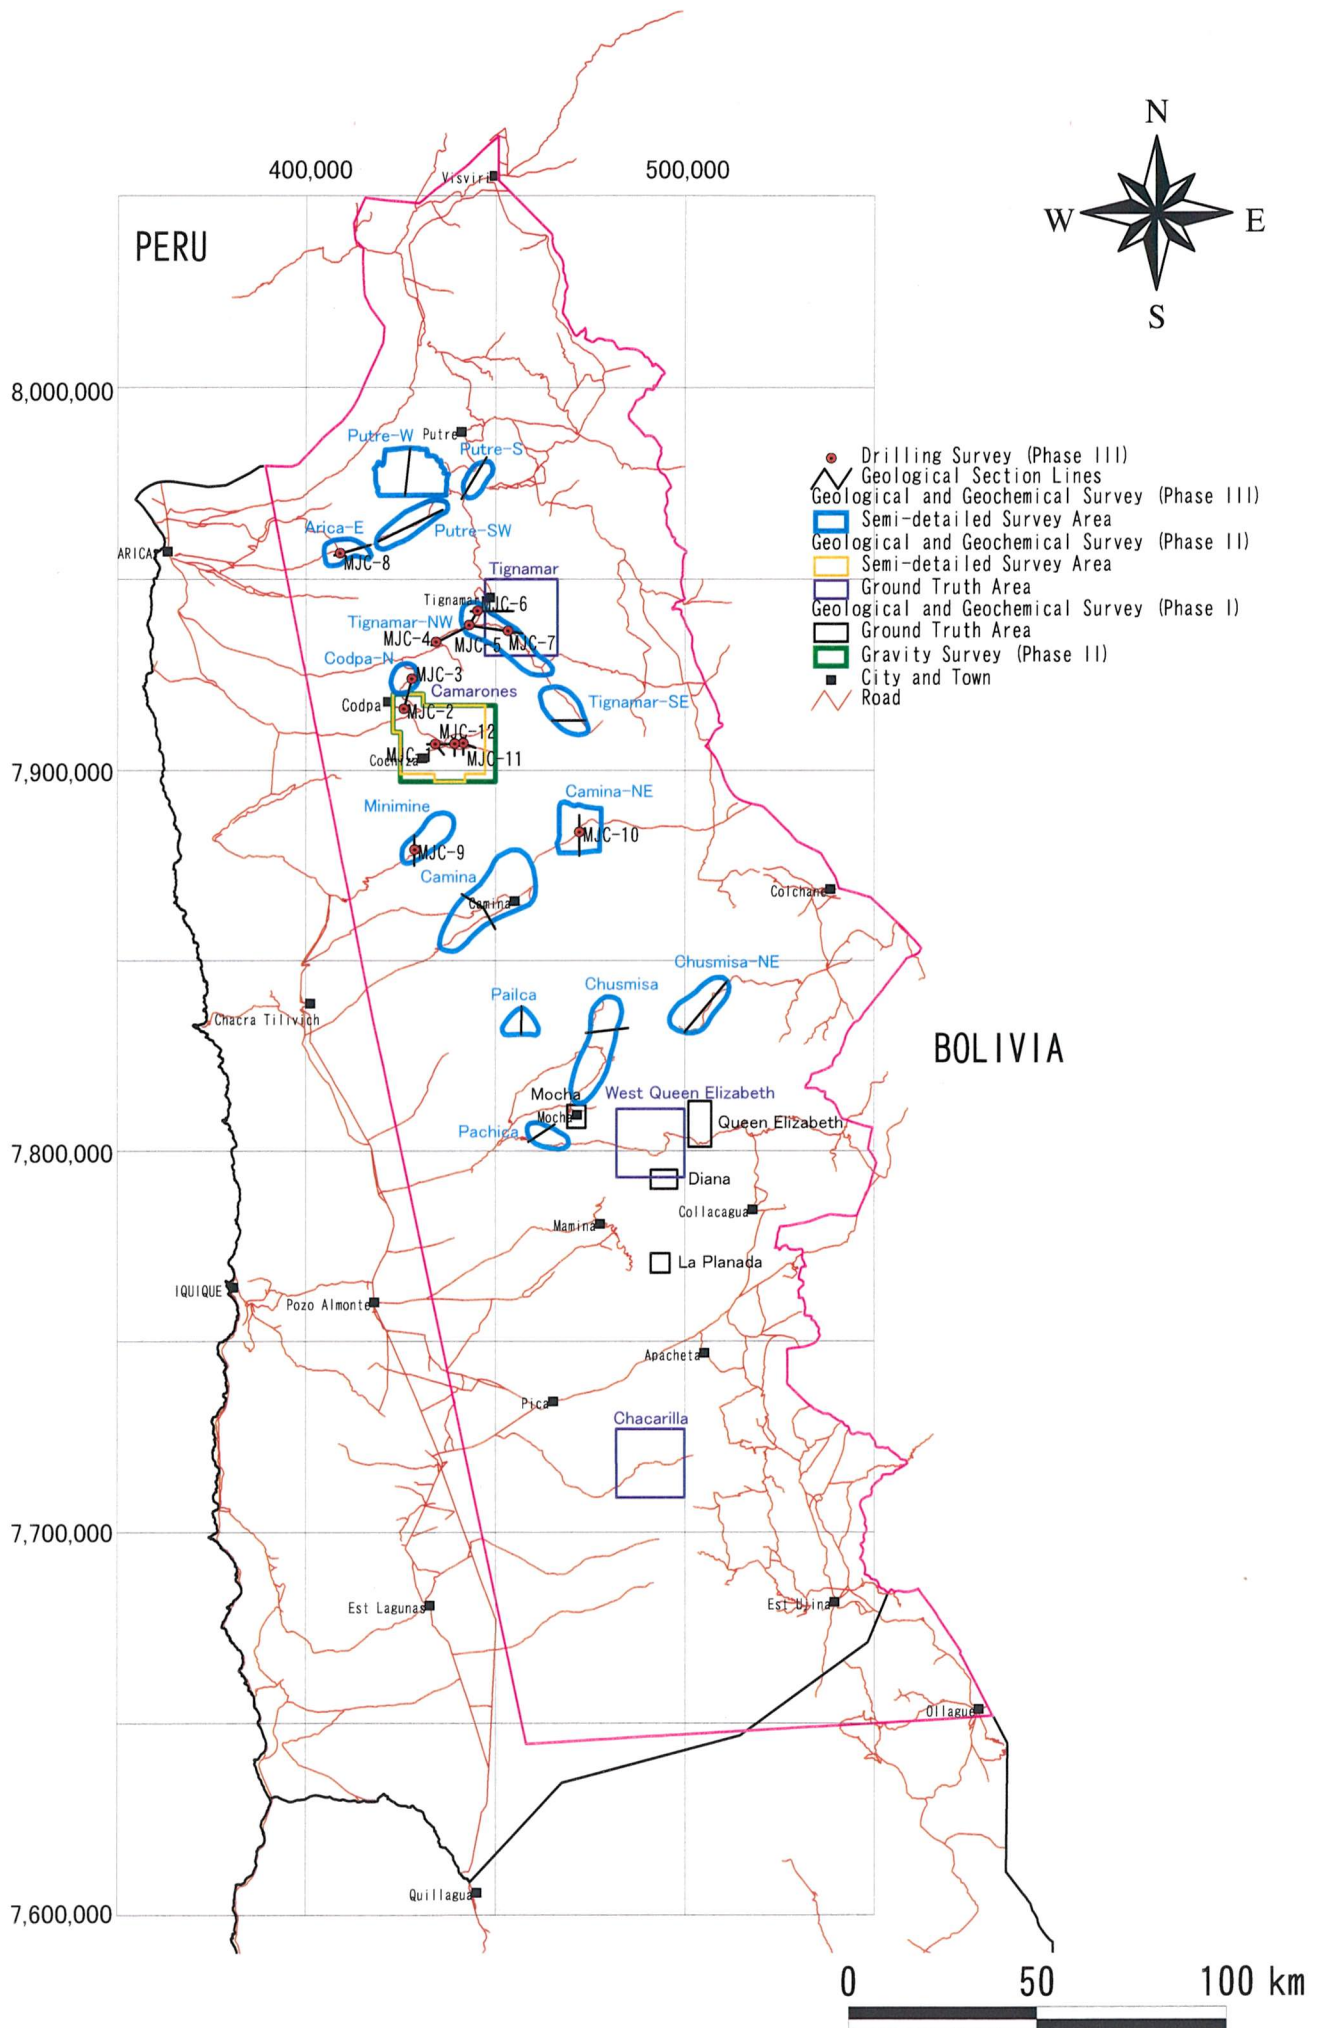 N
400,000
500,000
Visviri
W
E
PERU
S
8,000,000
Putre-W
Putre
Putre-S
Drilling Survey (Phase III)
Geological Section Lines
Geological and Geochemical Survey (Phase III)
Semi-detailed Survey Area
Geological and Geochemical Survey (Phase II)
Semi-detailed Survey Area
Ground Truth Area
Geological and Geochemical Survey (Phase I)
Ground Truth Area
Gravity Survey (Phase II)
City and Town
Road
Arica-E
Putre-SW
ARICA
MJC-8
Tignamar
Tignamar
MJC-6
Tignamar-NW
MJC-4
MJC-5
MJC-7
Codpa-N
MJC-3
Camarones
Codpa
MJC-2
Tignamar-SE
MJC-12
MJC-1
MJC-11
7,900,000
Camina-NE
Minimine
MJC-10
MJC-9
Camina
Camina
Colchane
Chusmisa-NE
Chusmisa
Pailca
Chacra Tilivich
BOLIVIA
Mocha
West Queen Elizabeth
Mocha
Queen Elizabeth
Pachica
7,800,000
Diana
Collacagua
Mamina
La Planada
IQUIQUE
Pozo Almonte
Apacheta
Pica
Chacarilla
7,700,000
Est Lagunas
Est Ujina
Ollague
Quillagua
7,600,000
0 50 100 km